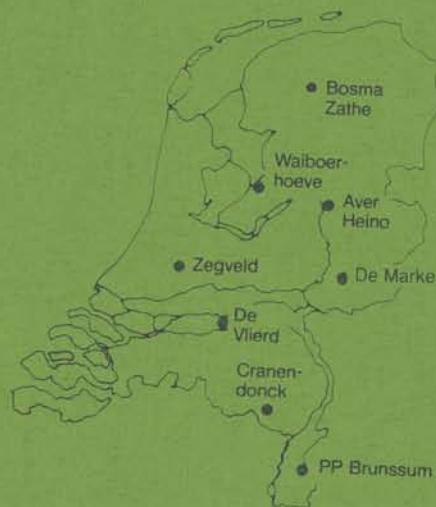 Bosma
Zathe
Waiboer-
hoeve
Aver
Heino
Zegveld
De Marke
De
Vlierd
Cranen-
donck
PP Brunssum